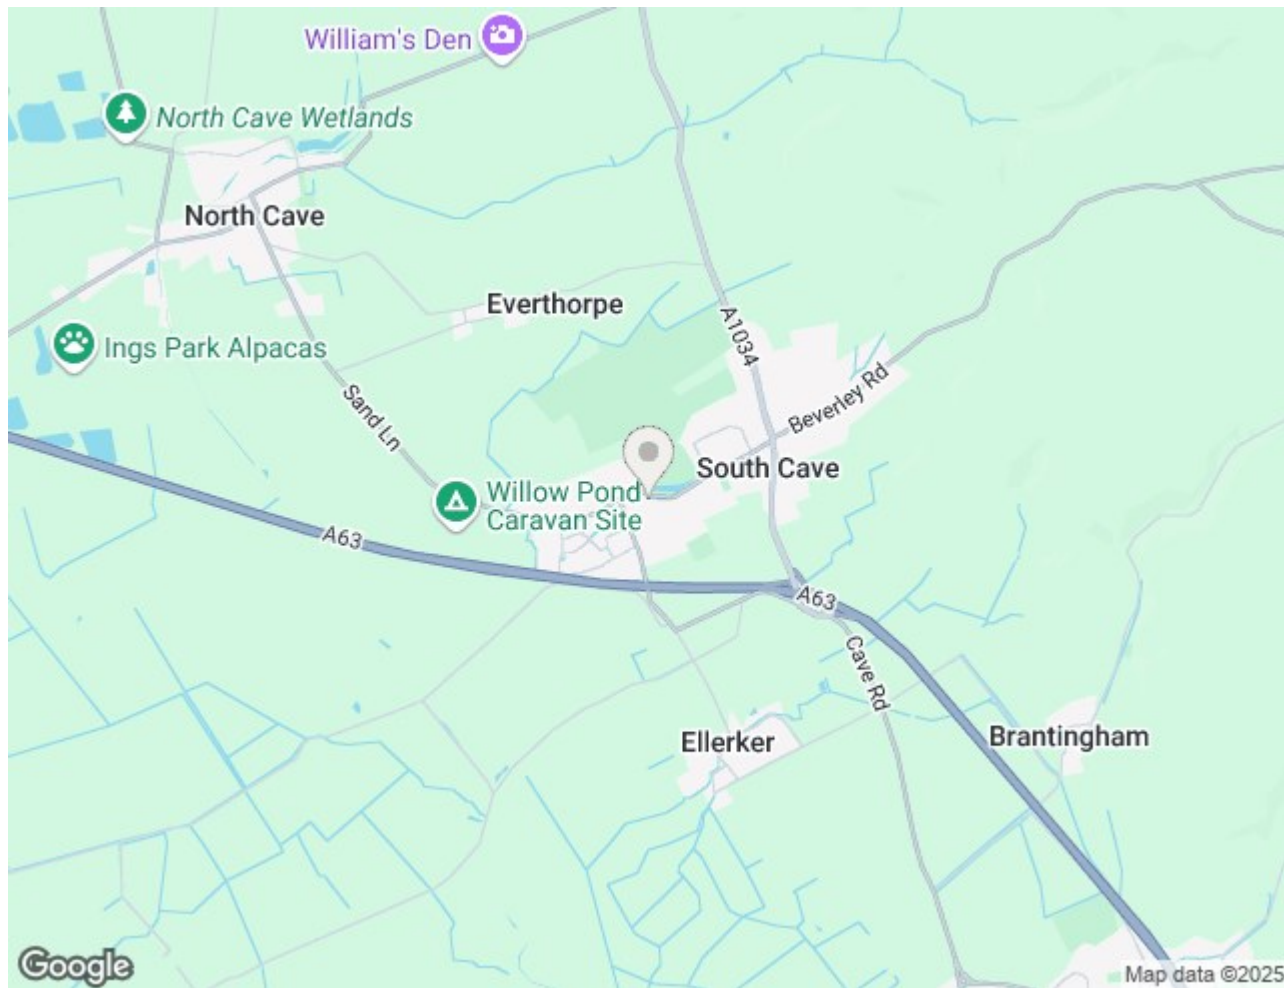 William's Den
North Cave Wetlands
North Cave
Everthorpe
A1034
Ings Park Alpacas
Sand Ln
Beverley Rd
South Cave
Willow Pond
Caravan Site
A63
A63
Cave Rd
Ellerker
Brantingham
Google
Map data ©2025